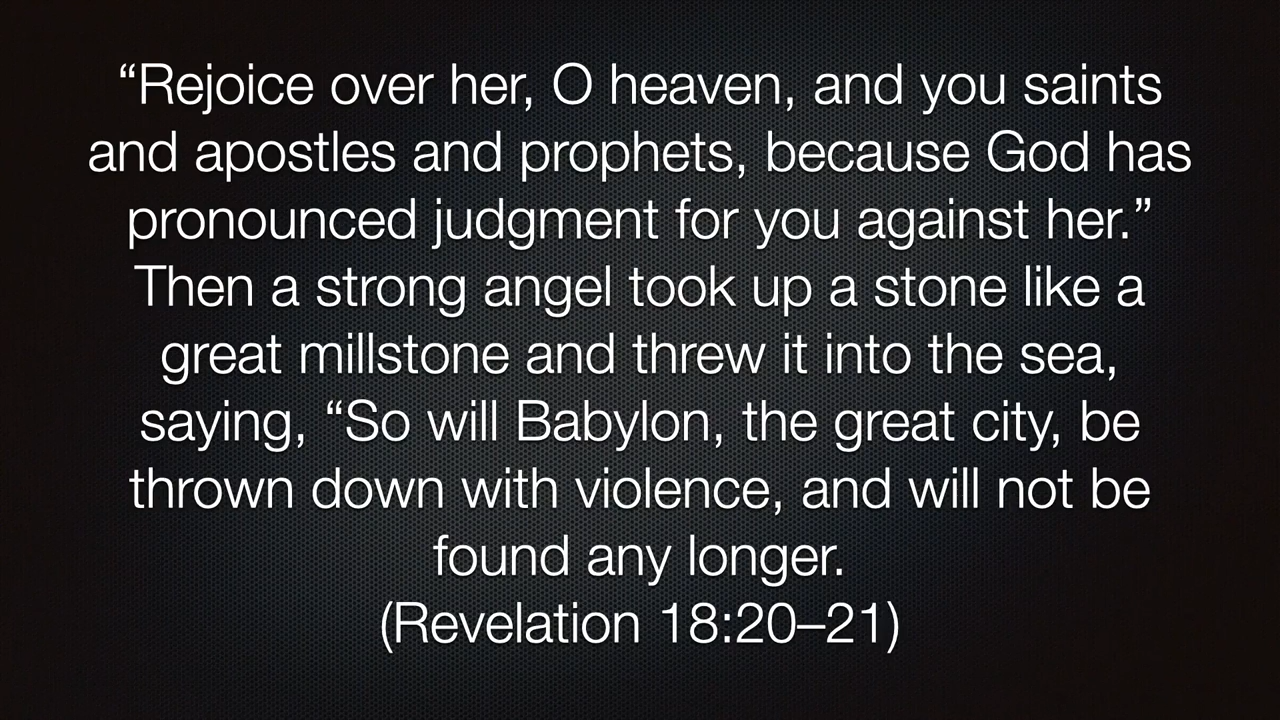 “Rejoice over her, O heaven, and you saints
and apostles and prophets, because God has
pronounced judgment for you against her.”
Then a strong angel took up a stone like a
great millstone and threw it into the sea,
saying, “So will Babylon, the great city, be
thrown down with violence, and will not be
found any longer.
(Revelation 18:20–21)